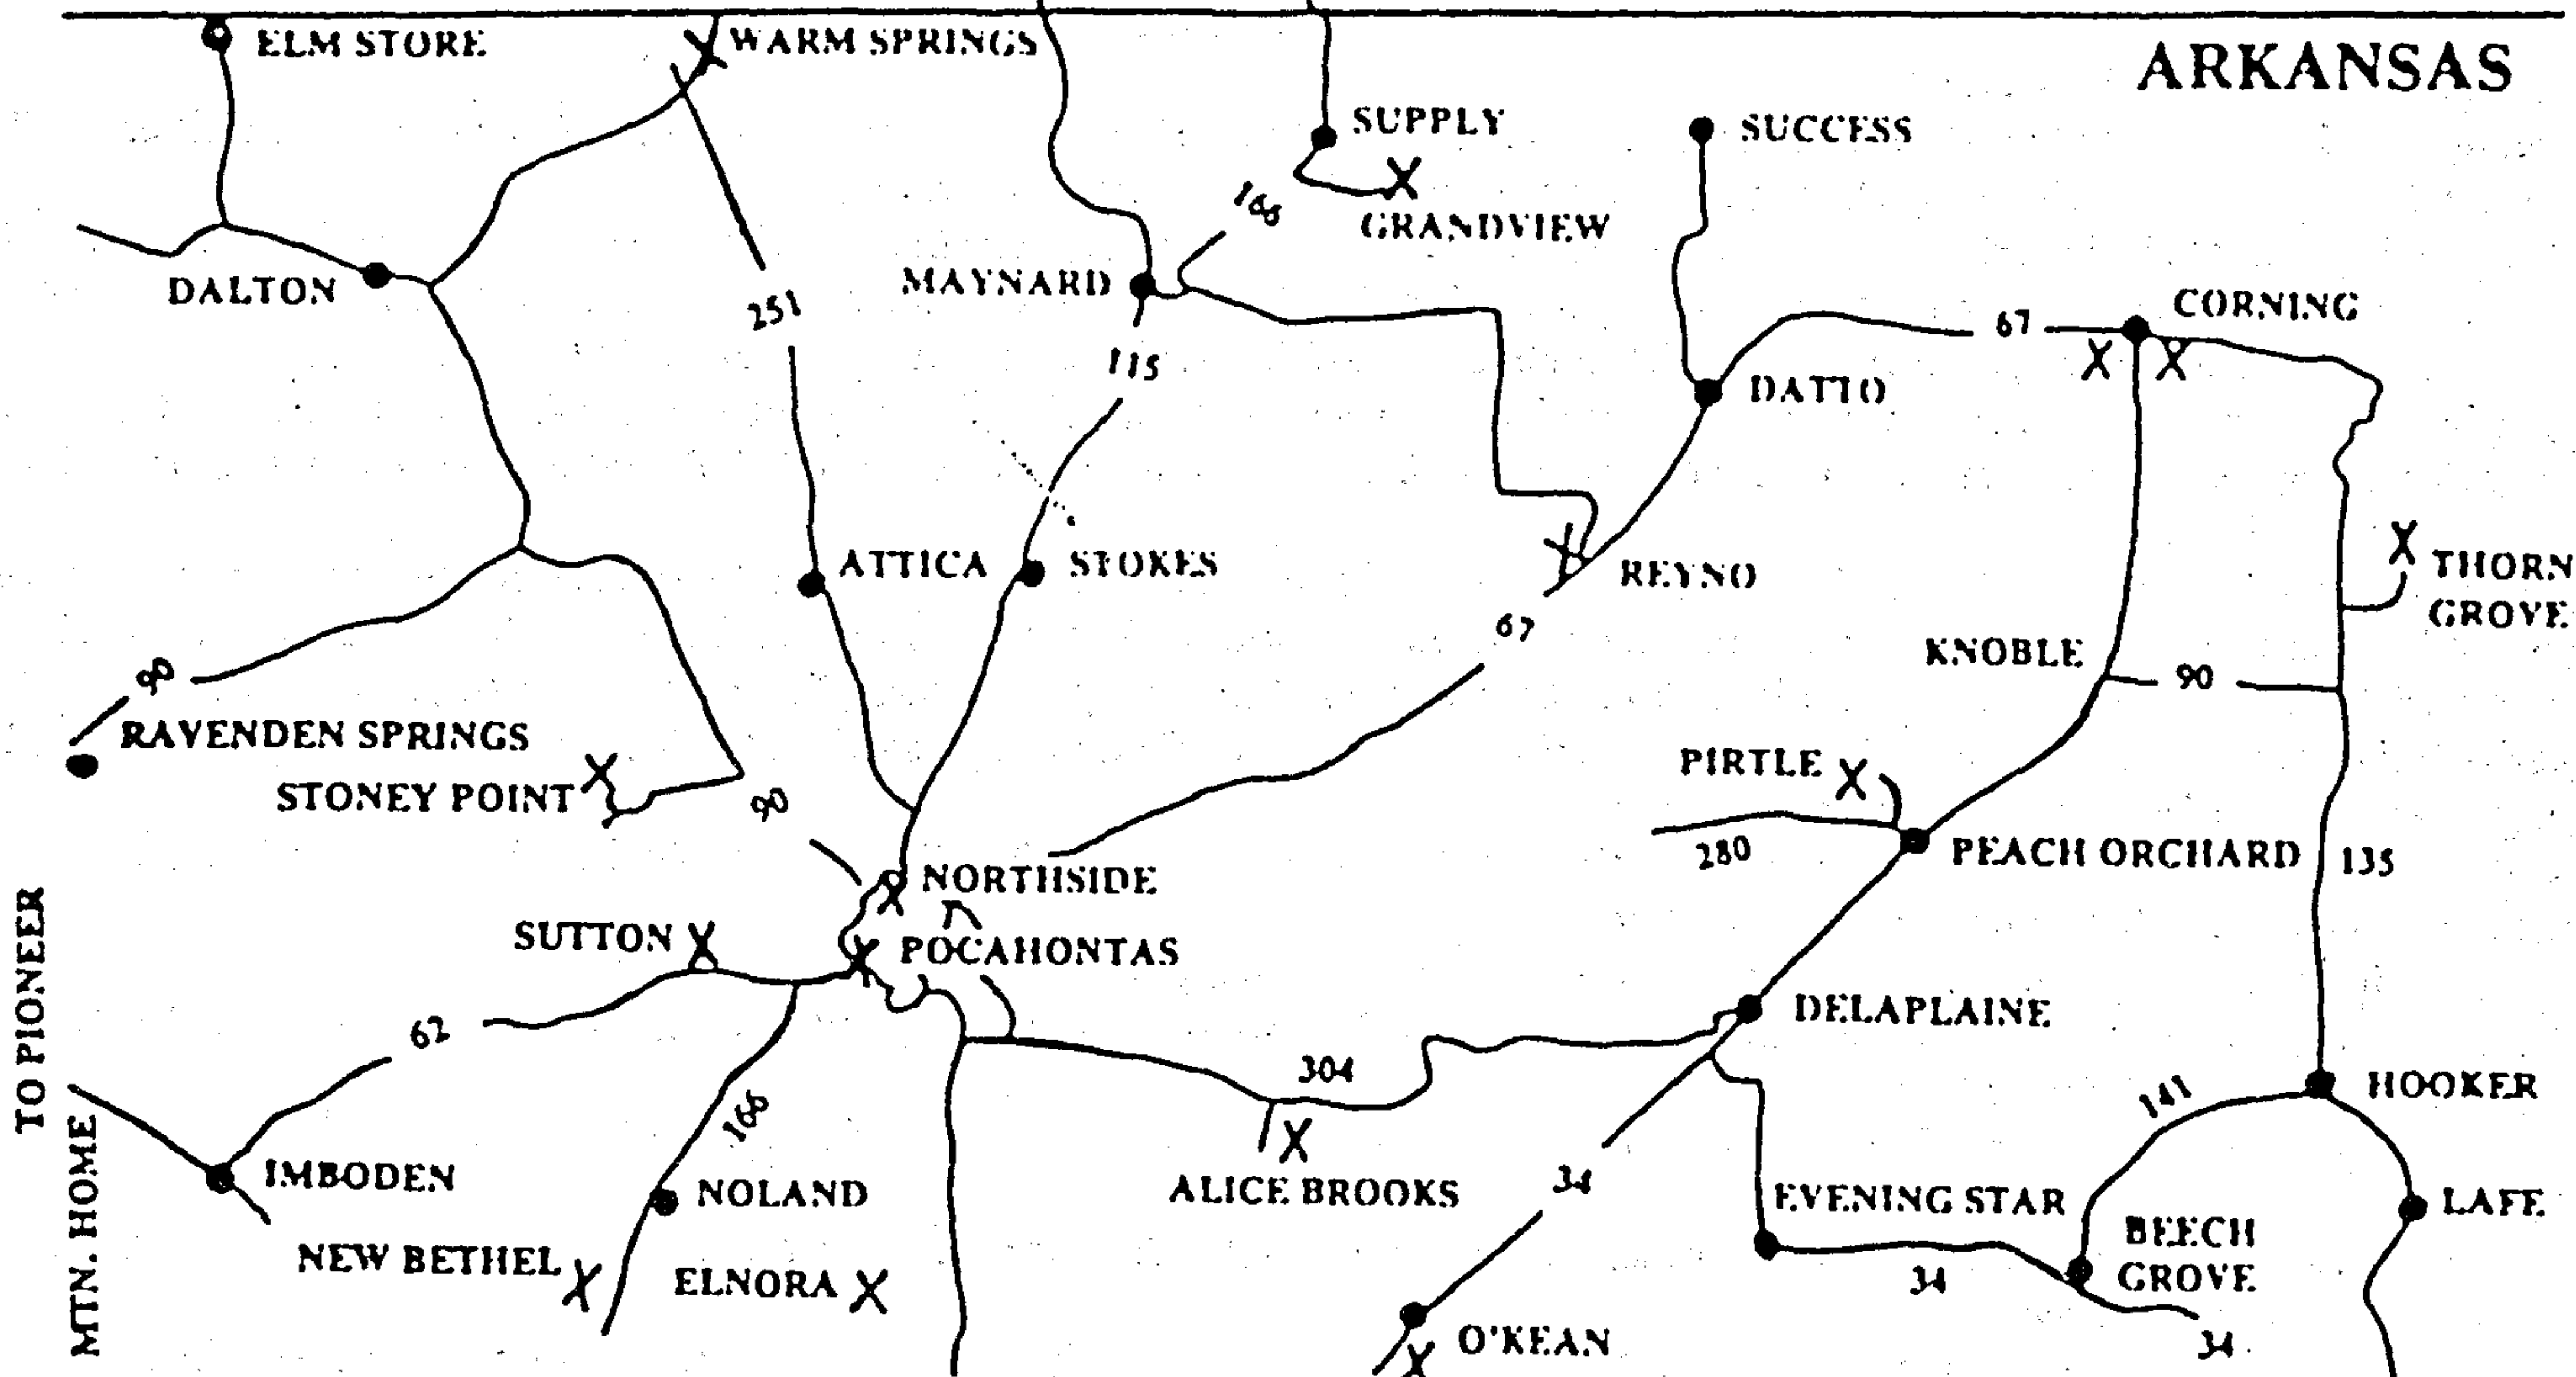 ELM STORE
WARM SPRINGS
ARKANSAS
SUPPLY
SUCCESS
GRANDVIEW
166
DALTON
MAYNARD
251
CORNING
67
115
DATTO
ATTICA
STOKES
REYNO
THORN
GROVE
67
KNOBLE
90
90
RAVENDEN SPRINGS
STONEY POINT
90
PIRTLE
280
PEACH ORCHARD
135
NORTHSIDE
SUTTON
POCAHONTAS
TO PIONEER
MTN. HOME
62
DELAPLAINE
304
HOOKER
141
166
IMBODEN
NOLAND
ALICE BROOKS
34
EVENING STAR
LAFE
BEECH
GROVE
NEW BETHEL
ELNORA
34
O'KEAN
34